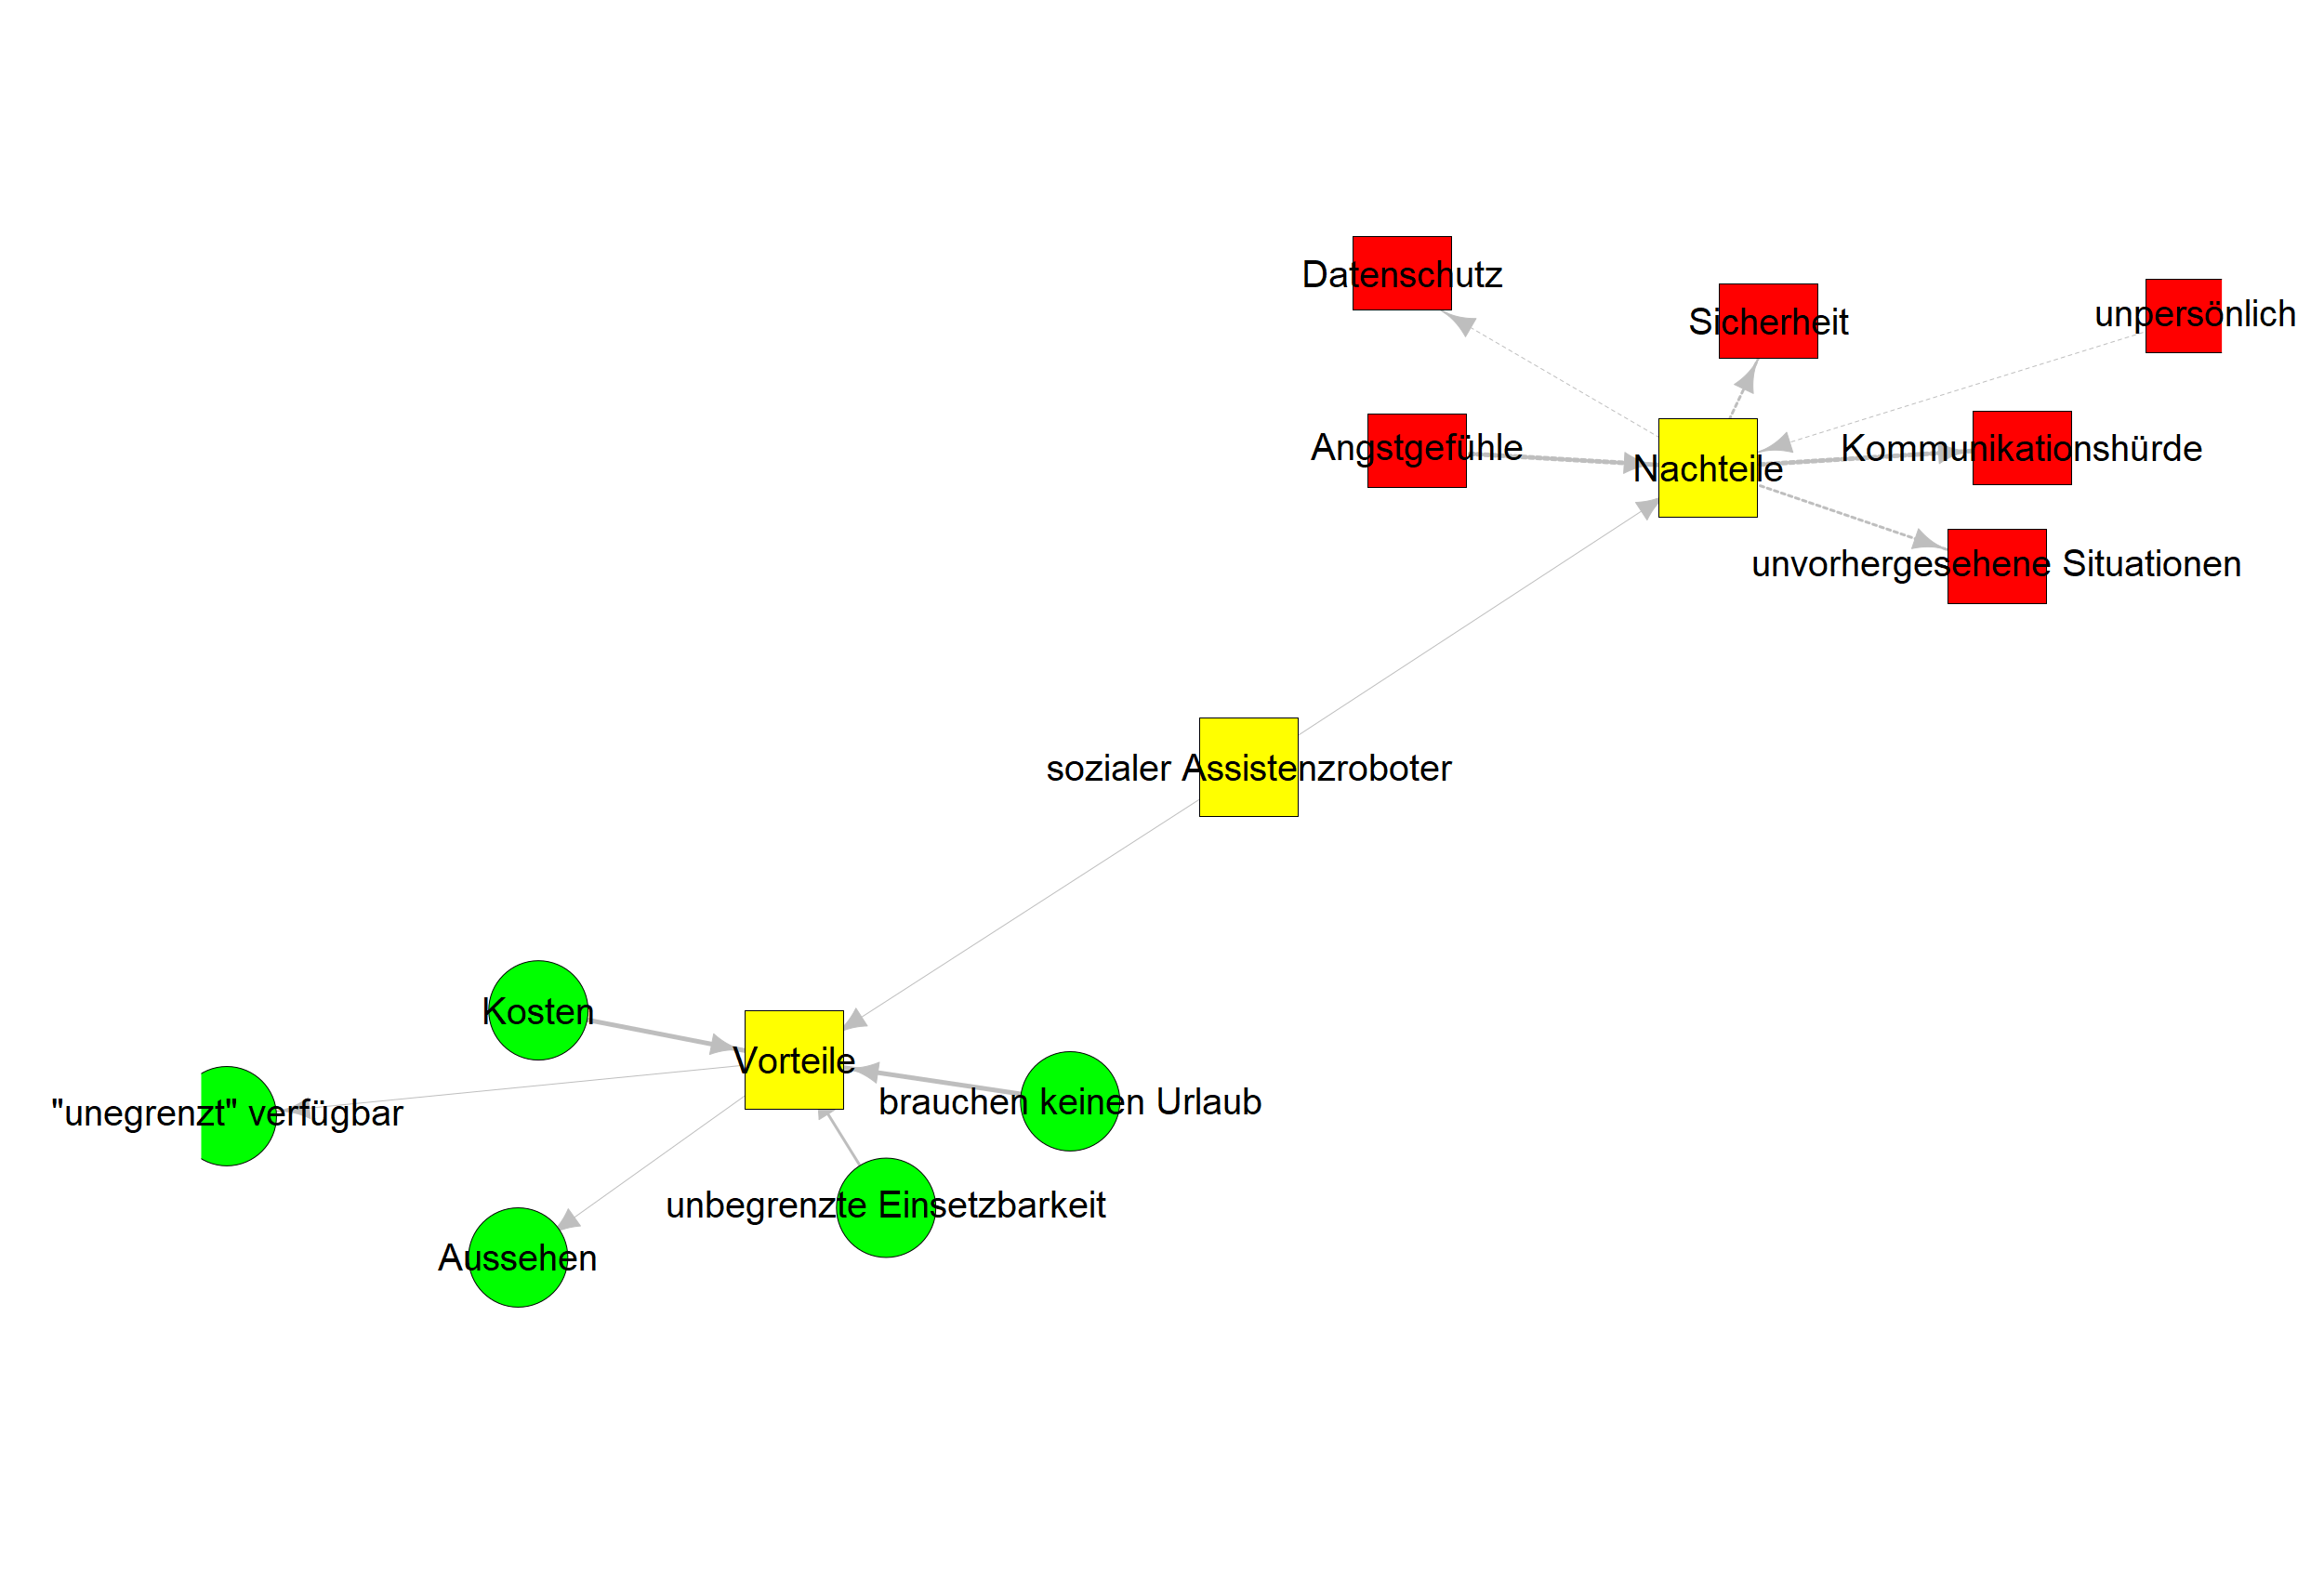 Datenschutz
Sicherheit
unpersönlich
Angstgefühle
Nachteile
Kommunikationshürde
unvorhergesehene Situationen
sozialer Assistenzroboter
Kosten
Vorteile
"unegrenzt" verfügbar
brauchen keinen Urlaub
unbegrenzte Einsetzbarkeit
Aussehen